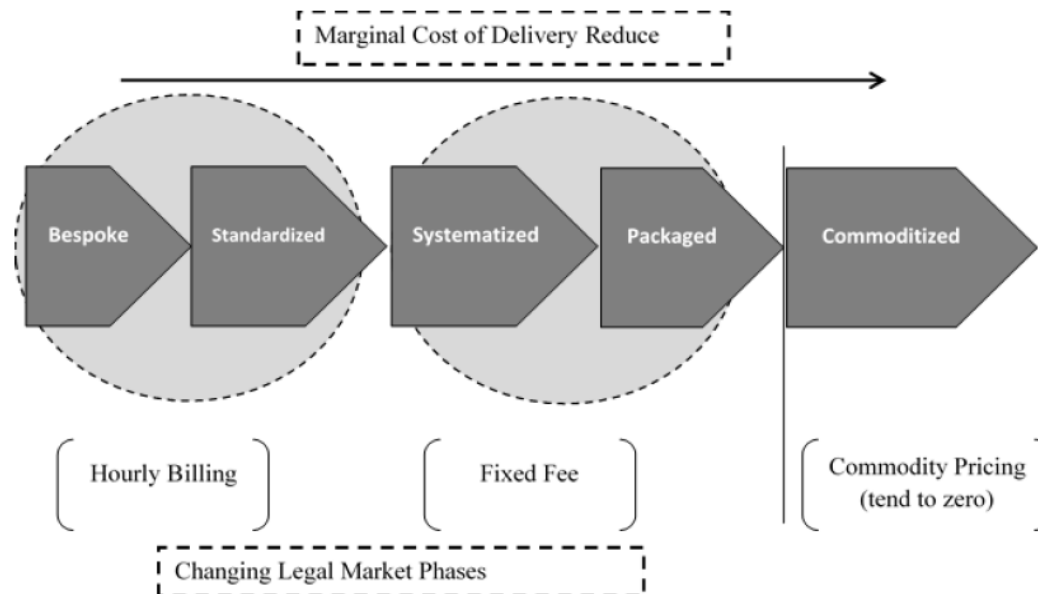 Marginal Cost of Delivery Reduce
Bespoke
Standardized
Systematized
Packaged
Commoditized
Hourly Billing
Fixed Fee
Commodity Pricing
(tend to zero)
Changing Legal Market Phases